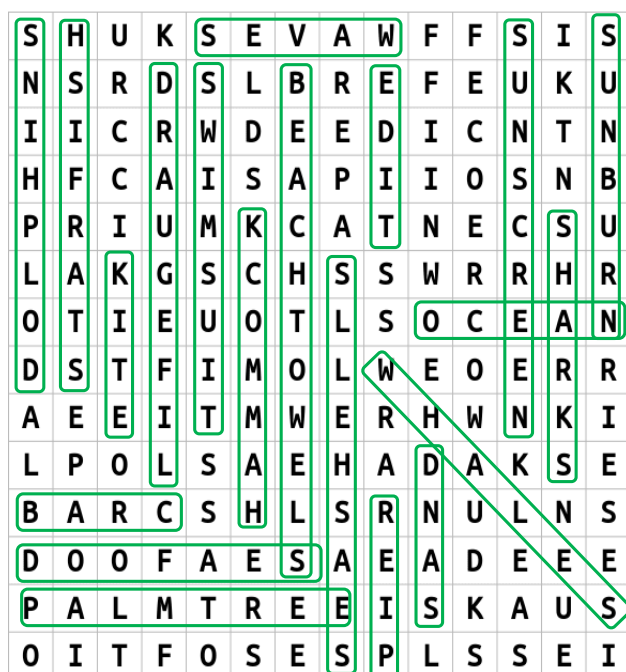 S H U K S E V A W F F S I S
N S R D S L B R E F E U K U
I I C R W D E E D I C N T N
H F C A I S A P I I O S N B
P R I U M K C A T N E C S U
L A K G S C H S S W R R H R
O T I E U O T L S O C E A N
D S T F I M O L W E O E R R
A E E I T M W E R H W N K I
L P O L S A E H A D A K S E
B A R C S H L S R N U L N S
D O O F A E S A E A D E E E
P A L M T R E E I S K A U S
O I T F O S E S P L S S E I